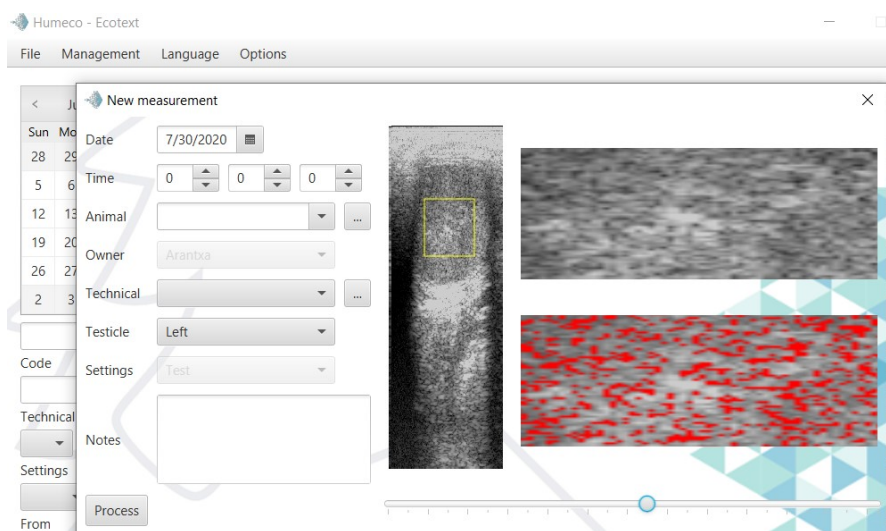 Humeco - Ecotext
File Management Language Options
New measurement
Sun
28 29
5 6
12
19
26 27
2 3
Code
Technical
Settings
From
Date 7/30/2020
Time 0 0 0
Animal ...
Owner Arantxa
Technical ...
Testicle Left
Settings Test
Notes
Process